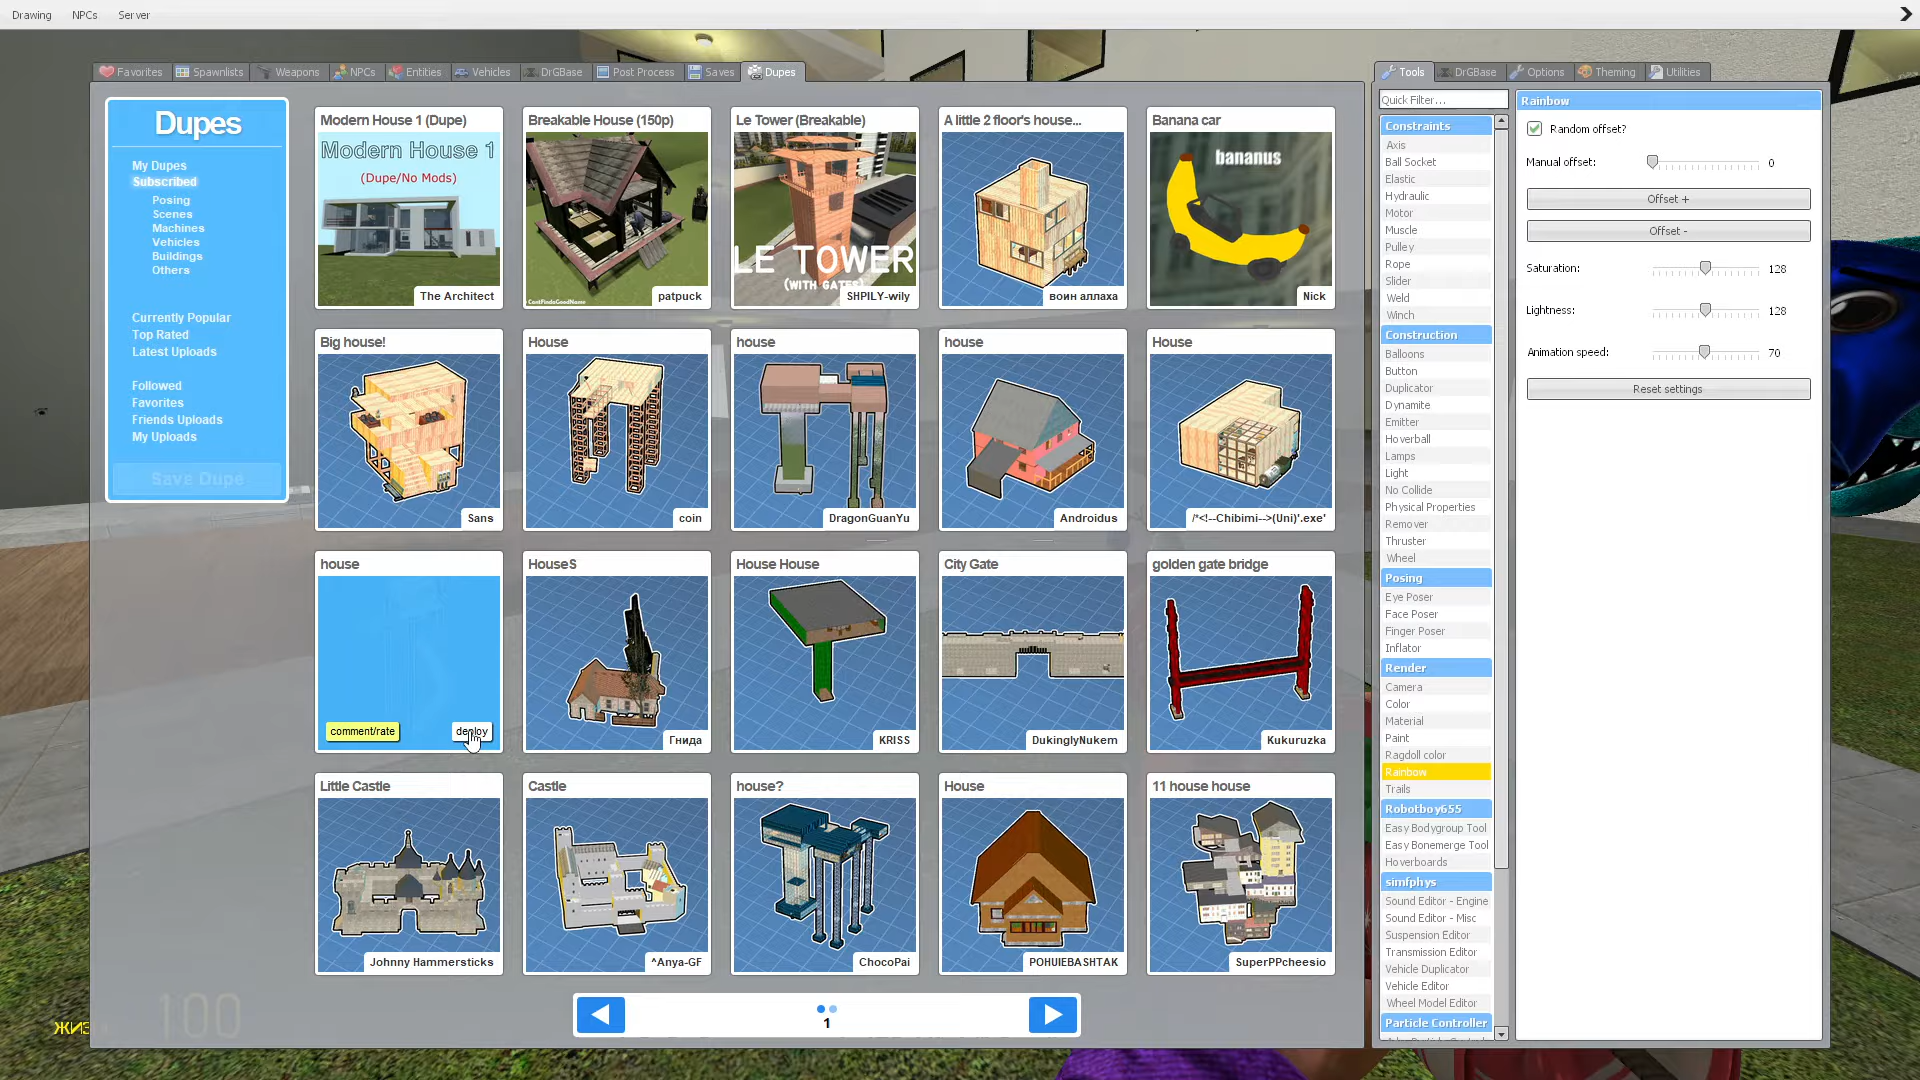 Drawing NPCs Server
Favorites Spawnlists Weapons NPCs Entities Vehicles DrGBase Post Process Saves Dupes
Dupes
My Dupes
Subscribed
Posing
Scenes
Machines
Vehicles
Buildings
Others
Currently Popular
Top Rated
Latest Uploads
Followed
Favorites
Friends Uploads
My Uploads
Save Dupe
Modern House 1 (Dupe)
Modern House 1
(Dupe/No Mods)
The Architect
Breakable House (150p)
CantFindaGoodName
patpuck
Le Tower (Breakable)
LE TOWER
(WITH GATES)
SHPILY-wily
A little 2 floor's house...
воин аллаха
Banana car
bananus
Nick
Big house!
Sans
House
coin
house
DragonGuanYu
house
Androidus
House
/*<!--Chibimi-->(Uni)'.exe'
house
comment/rate
deploy
HouseS
Гнида
House House
KRISS
City Gate
DukinglyNukem
golden gate bridge
Kukuruzka
Little Castle
Johnny Hammersticks
Castle
^Anya-GF
house?
ChocoPai
House
POHUIEBASHTAK
11 house house
SuperPPcheesio
1
100
Tools DrGBase Options Theming Utilities
Quick Filter...
Constraints
Axis
Ball Socket
Elastic
Hydraulic
Motor
Muscle
Pulley
Rope
Slider
Weld
Winch
Construction
Balloons
Button
Duplicator
Dynamite
Emitter
Hoverball
Lamps
Light
No Collide
Physical Properties
Remover
Thruster
Wheel
Posing
Eye Poser
Face Poser
Finger Poser
Inflator
Render
Camera
Color
Material
Paint
Ragdoll color
Rainbow
Trails
Robotboy655
Easy Bodygroup Tool
Easy Bonemerge Tool
Hoverboards
simfphys
Sound Editor - Engine
Sound Editor - Misc
Suspension Editor
Transmission Editor
Vehicle Duplicator
Vehicle Editor
Wheel Model Editor
Particle Controller
Rainbow
Random offset?
Manual offset: 0
Offset +
Offset -
Saturation: 128
Lightness: 128
Animation speed: 70
Reset settings